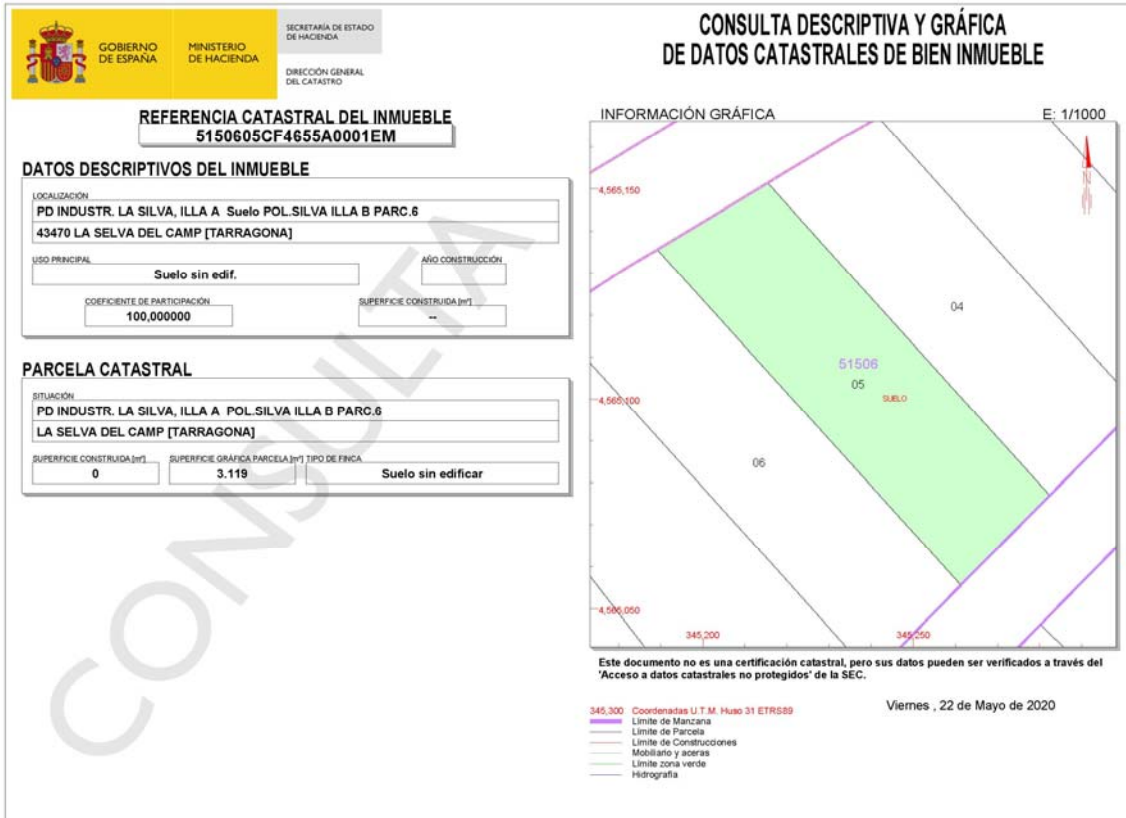 GOBIERNO
DE ESPAÑA
MINISTERIO
DE HACIENDA
SECRETARÍA DE ESTADO
DE HACIENDA
DIRECCIÓN GENERAL
DEL CATASTRO
CONSULTA DESCRIPTIVA Y GRÁFICA
DE DATOS CATASTRALES DE BIEN INMUEBLE
REFERENCIA CATASTRAL DEL INMUEBLE
5150605CF4655A0001EM
DATOS DESCRIPTIVOS DEL INMUEBLE
LOCALIZACIÓN
PD INDUSTR. LA SILVA, ILLA A Suelo POL.SILVA ILLA B PARC.6
43470 LA SELVA DEL CAMP [TARRAGONA]
USO PRINCIPAL
Suelo sin edif.
AÑO CONSTRUCCIÓN
COEFICIENTE DE PARTICIPACIÓN
100,000000
SUPERFICIE CONSTRUIDA [m²]
--
PARCELA CATASTRAL
SITUACIÓN
PD INDUSTR. LA SILVA, ILLA A POL.SILVA ILLA B PARC.6
LA SELVA DEL CAMP [TARRAGONA]
SUPERFICIE CONSTRUIDA [m²]
0
SUPERFICIE GRÁFICA PARCELA [m²]
3.119
TIPO DE FINCA
Suelo sin edificar
CONSULTA
INFORMACIÓN GRÁFICA E: 1/1000
4,565,150
04
51506
05
SUELO
4,565,100
06
4,565,050
345,200
345,250
N
Este documento no es una certificación catastral, pero sus datos pueden ser verificados a través del
'Acceso a datos catastrales no protegidos' de la SEC.
345,300 Coordenadas U.T.M. Huso 31 ETRS89
Límite de Manzana
Límite de Parcela
Límite de Construcciones
Mobiliario y aceras
Límite zona verde
Hidrografía
Viernes , 22 de Mayo de 2020